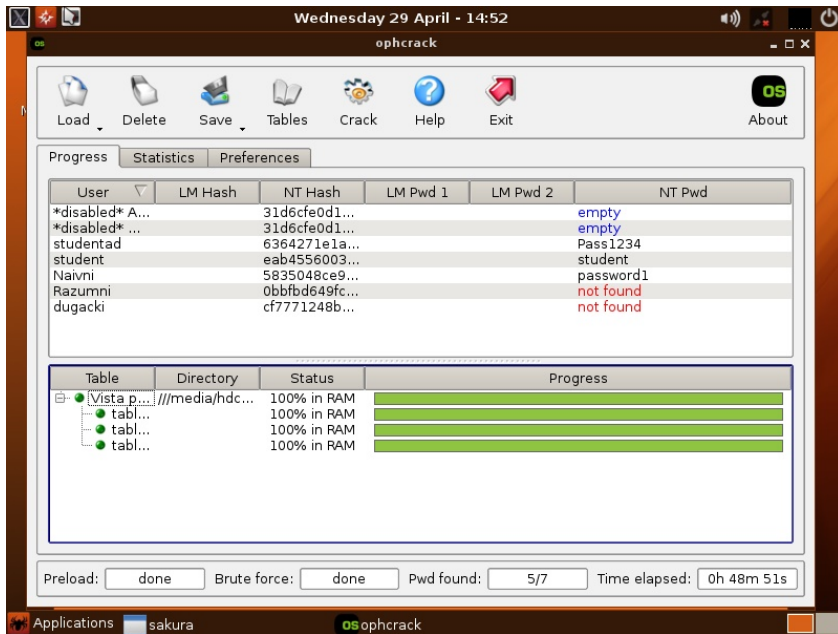 Wednesday 29 April - 14:52
os ophcrack
Load Delete Save Tables Crack Help Exit OS About
Progress Statistics Preferences
User LM Hash NT Hash LM Pwd 1 LM Pwd 2 NT Pwd
*disabled* A... 31d6cfe0d1... empty
*disabled* ... 31d6cfe0d1... empty
studentad 6364271e1a... Pass1234
student eab4556003... student
Naivni 5835048ce9... password1
Razumni 0bbfbd649fc... not found
dugacki cf7771248b... not found
Table Directory Status Progress
Vista p... ///media/hdc... 100% in RAM
tabl... 100% in RAM
tabl... 100% in RAM
tabl... 100% in RAM
Preload: done Brute force: done Pwd found: 5/7 Time elapsed: 0h 48m 51s
Applications sakura os ophcrack